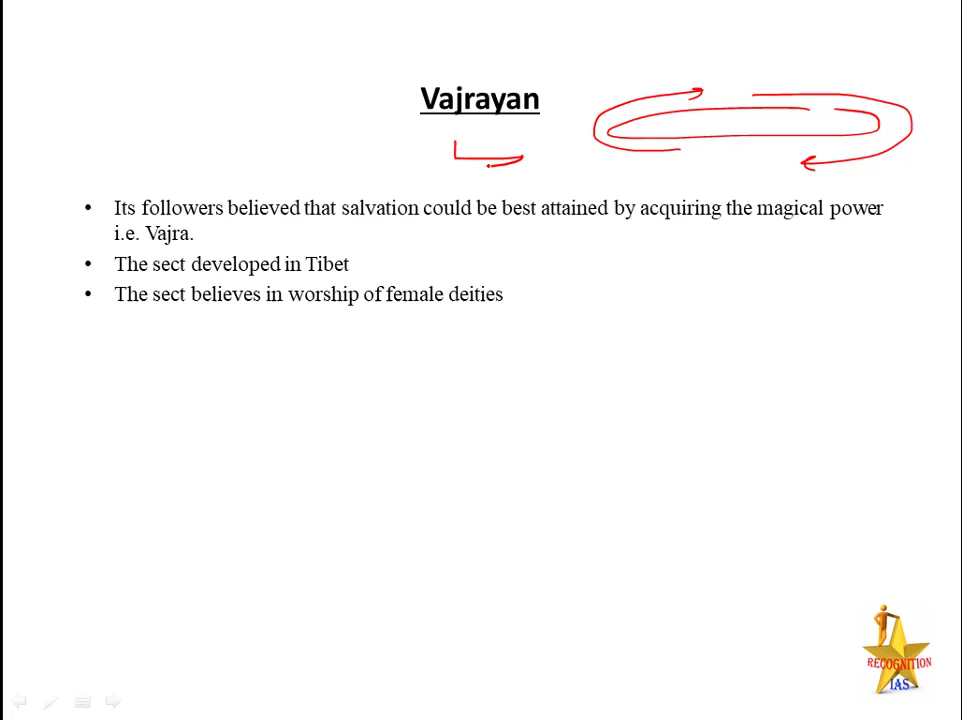 Vajrayan
• Its followers believed that salvation could be best attained by acquiring the magical power
i.e. Vajra.
• The sect developed in Tibet
• The sect believes in worship of female deities
RECOGNITION
IAS